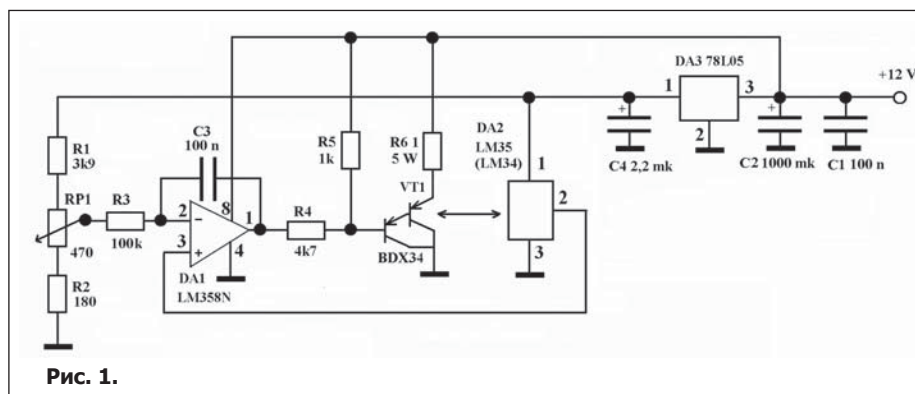 DA3 78L05
+12 V
1
3
2
C4 2,2 mk
C2 1000 mk
C1 100 n
+
+
C3
100 n
R1
3k9
R5
1k
R6 1
5 W
DA2
LM35
(LM34)
1
2
3
VT1
RP1
470
R3
100k
2
3
8
1
4
−
+
R4
4k7
BDX34
DA1
LM358N
R2
180
Рис. 1.